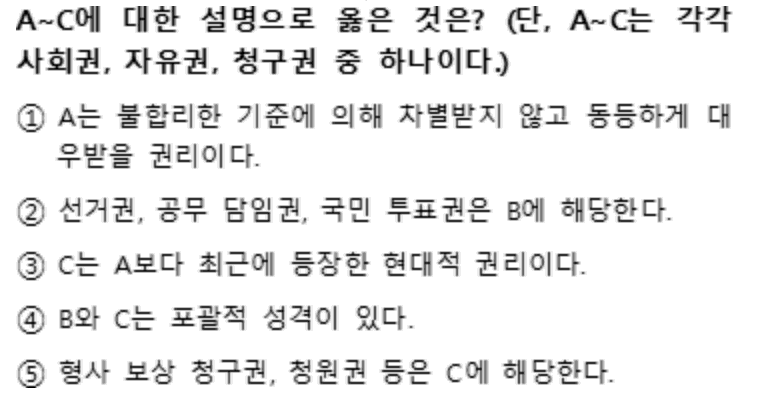 A~C에 대한 설명으로 옳은 것은? (단, A~C는 각각
사회권, 자유권, 청구권 중 하나이다.)
① A는 불합리한 기준에 의해 차별받지 않고 동등하게 대
우받을 권리이다.
② 선거권, 공무 담임권, 국민 투표권은 B에 해당한다.
③ C는 A보다 최근에 등장한 현대적 권리이다.
④ B와 C는 포괄적 성격이 있다.
⑤ 형사 보상 청구권, 청원권 등은 C에 해당한다.